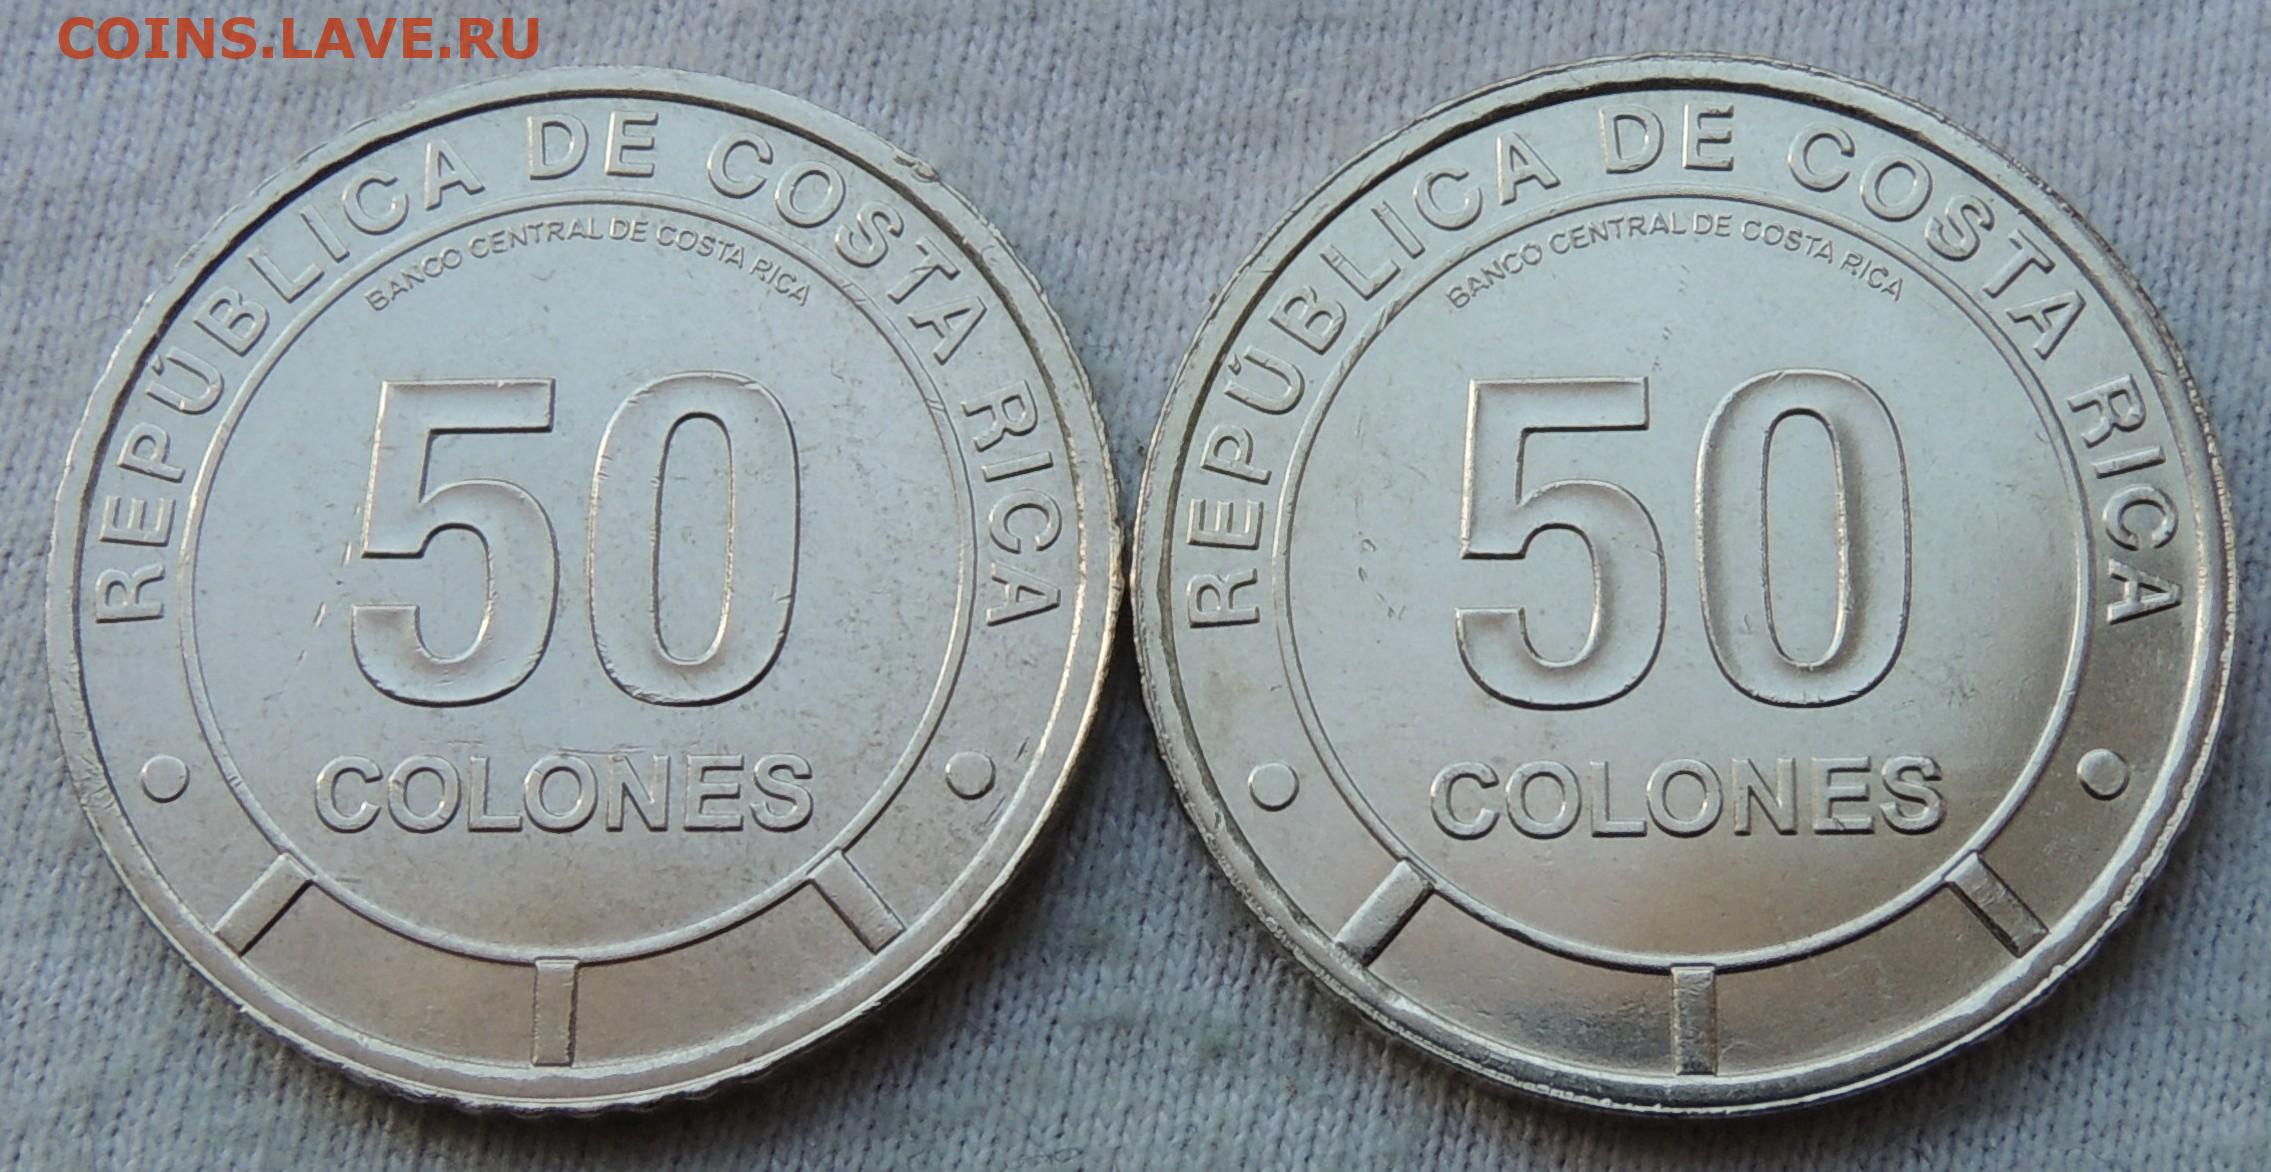 COINS.LAVE.RU
REPÚBLICA DE COSTA RICA
BANCO CENTRAL DE COSTA RICA
50
COLONES
REPÚBLICA DE COSTA RICA
BANCO CENTRAL DE COSTA RICA
50
COLONES